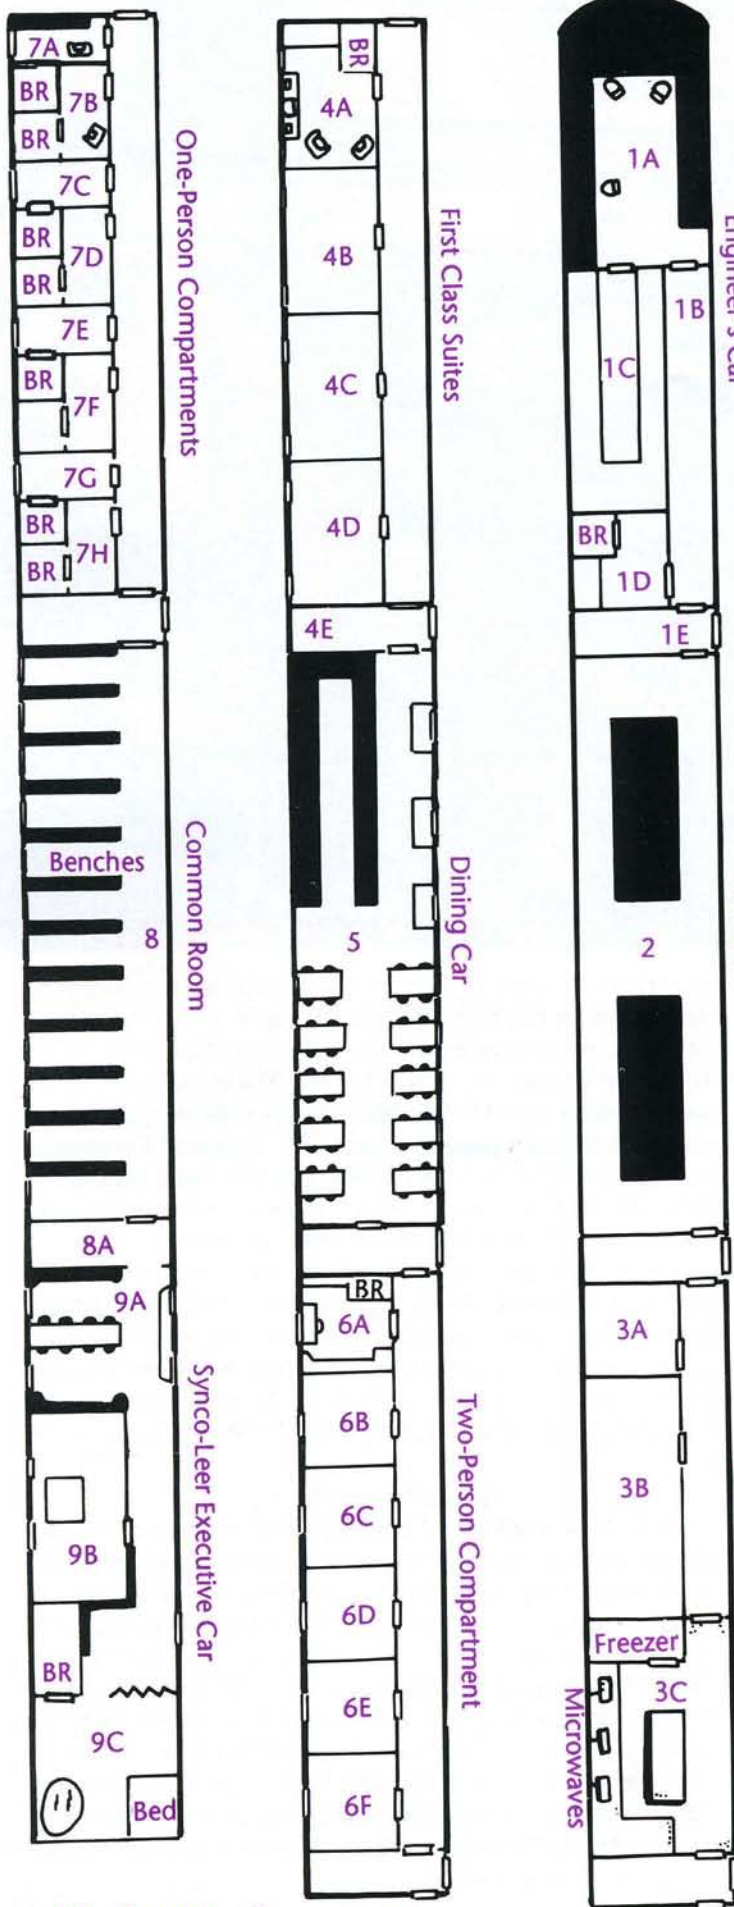 7A
BR
7B
BR
7C
BR
7D
BR
7E
BR
7F
7G
BR
7H
BR
One-Person Compartments
Benches
8
Common Room
8A
9A
Synco-Leer Executive Car
9B
BR
9C
Bed
BR
4A
First Class Suites
4B
4C
4D
4E
5
Dining Car
BR
6A
6B
Two-Person Compartment
6C
6D
6E
6F
1A
Engineer's Car
1B
1C
BR
1D
1E
2
3A
3B
Freezer
3C
Microwaves